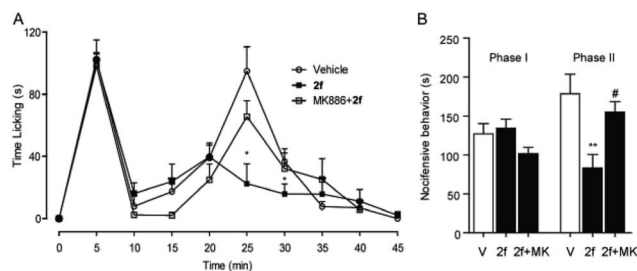 A
120
80
40
0
Time Licking (s)
Vehicle
2f
MK886+2f
*
*
0 5 10 15 20 25 30 35 40 45
Time (min)
B
Phase I Phase II
250
200
150
100
50
0
Nocifensive behavior (s)
#
**
V 2f 2f+MK V 2f 2f+MK